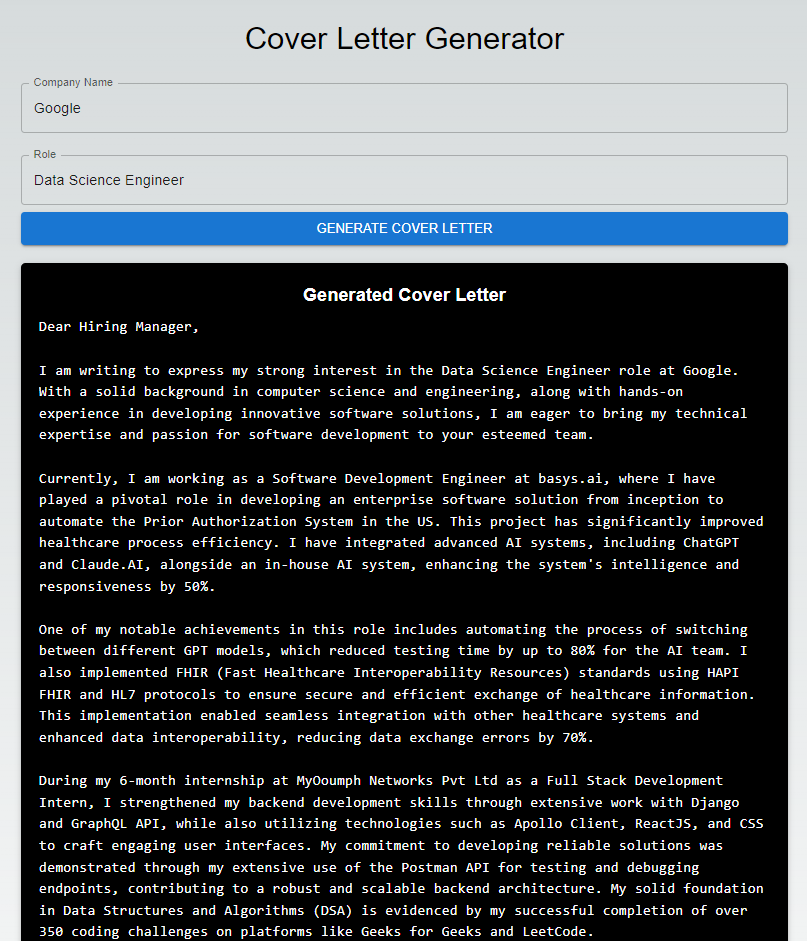 Cover Letter Generator
Company Name
Google
Role
Data Science Engineer
GENERATE COVER LETTER
Generated Cover Letter
Dear Hiring Manager,
I am writing to express my strong interest in the Data Science Engineer role at Google.
With a solid background in computer science and engineering, along with hands-on
experience in developing innovative software solutions, I am eager to bring my technical
expertise and passion for software development to your esteemed team.
Currently, I am working as a Software Development Engineer at basys.ai, where I have
played a pivotal role in developing an enterprise software solution from inception to
automate the Prior Authorization System in the US. This project has significantly improved
healthcare process efficiency. I have integrated advanced AI systems, including ChatGPT
and Claude.AI, alongside an in-house AI system, enhancing the system's intelligence and
responsiveness by 50%.
One of my notable achievements in this role includes automating the process of switching
between different GPT models, which reduced testing time by up to 80% for the AI team. I
also implemented FHIR (Fast Healthcare Interoperability Resources) standards using HAPI
FHIR and HL7 protocols to ensure secure and efficient exchange of healthcare information.
This implementation enabled seamless integration with other healthcare systems and
enhanced data interoperability, reducing data exchange errors by 70%.
During my 6-month internship at MyOoumph Networks Pvt Ltd as a Full Stack Development
Intern, I strengthened my backend development skills through extensive work with Django
and GraphQL API, while also utilizing technologies such as Apollo Client, ReactJS, and CSS
to craft engaging user interfaces. My commitment to developing reliable solutions was
demonstrated through my extensive use of the Postman API for testing and debugging
endpoints, contributing to a robust and scalable backend architecture. My solid foundation
in Data Structures and Algorithms (DSA) is evidenced by my successful completion of over
350 coding challenges on platforms like Geeks for Geeks and LeetCode.